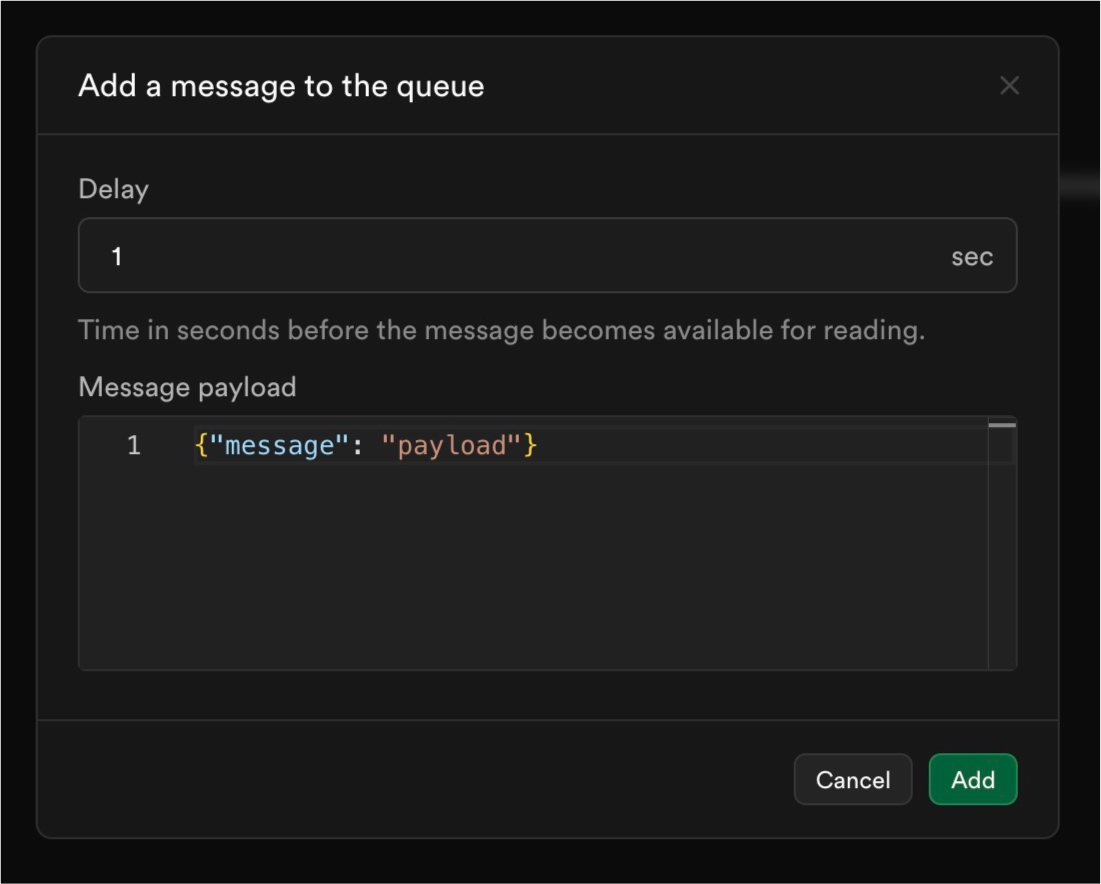 Add a message to the queue
Delay
1 sec
Time in seconds before the message becomes available for reading.
Message payload
1 {"message": "payload"}
Cancel Add